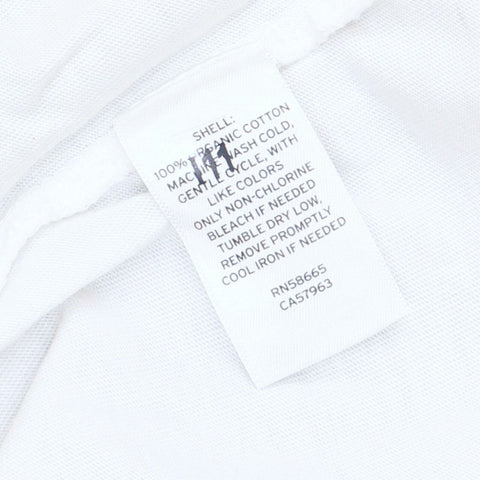 SHELL:
100% ORGANIC COTTON
MACHINE WASH COLD,
GENTLE CYCLE, WITH
LIKE COLORS
ONLY NON-CHLORINE
BLEACH IF NEEDED
TUMBLE DRY LOW,
REMOVE PROMPTLY
COOL IRON IF NEEDED
RN58665
CA57963